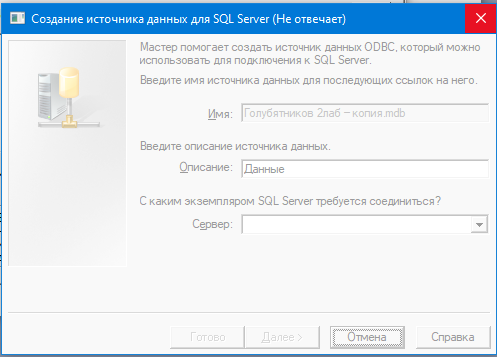 Создание источника данных для SQL Server (Не отвечает)
Мастер помогает создать источник данных ODBC, который можно
использовать для подключения к SQL Server.
Введите имя источника данных для последующих ссылок на него.
Имя: Голубятников 2лаб – копия.mdb
Введите описание источника данных.
Описание: Данные
С каким экземпляром SQL Server требуется соединиться?
Сервер:
Готово Далее > Отмена Справка